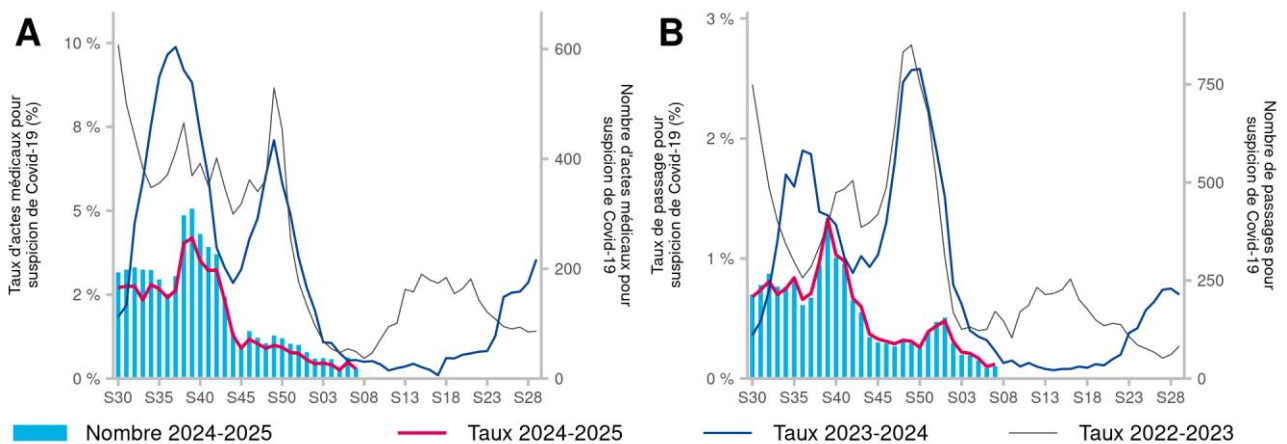 A
Taux d'actes médicaux pour
suspicion de Covid-19 (%)
10 %
8 %
5 %
2 %
0 %
600
400
200
0
Nombre d'actes médicaux pour
suspicion de Covid-19
S30 S35 S40 S45 S50 S03 S08 S13 S18 S23 S28
B
Taux de passage pour
suspicion de Covid-19 (%)
3 %
2 %
1 %
0 %
750
500
250
0
Nombre de passages pour
suspicion de Covid-19
S30 S35 S40 S45 S50 S03 S08 S13 S18 S23 S28
Nombre 2024-2025 Taux 2024-2025 Taux 2023-2024 Taux 2022-2023